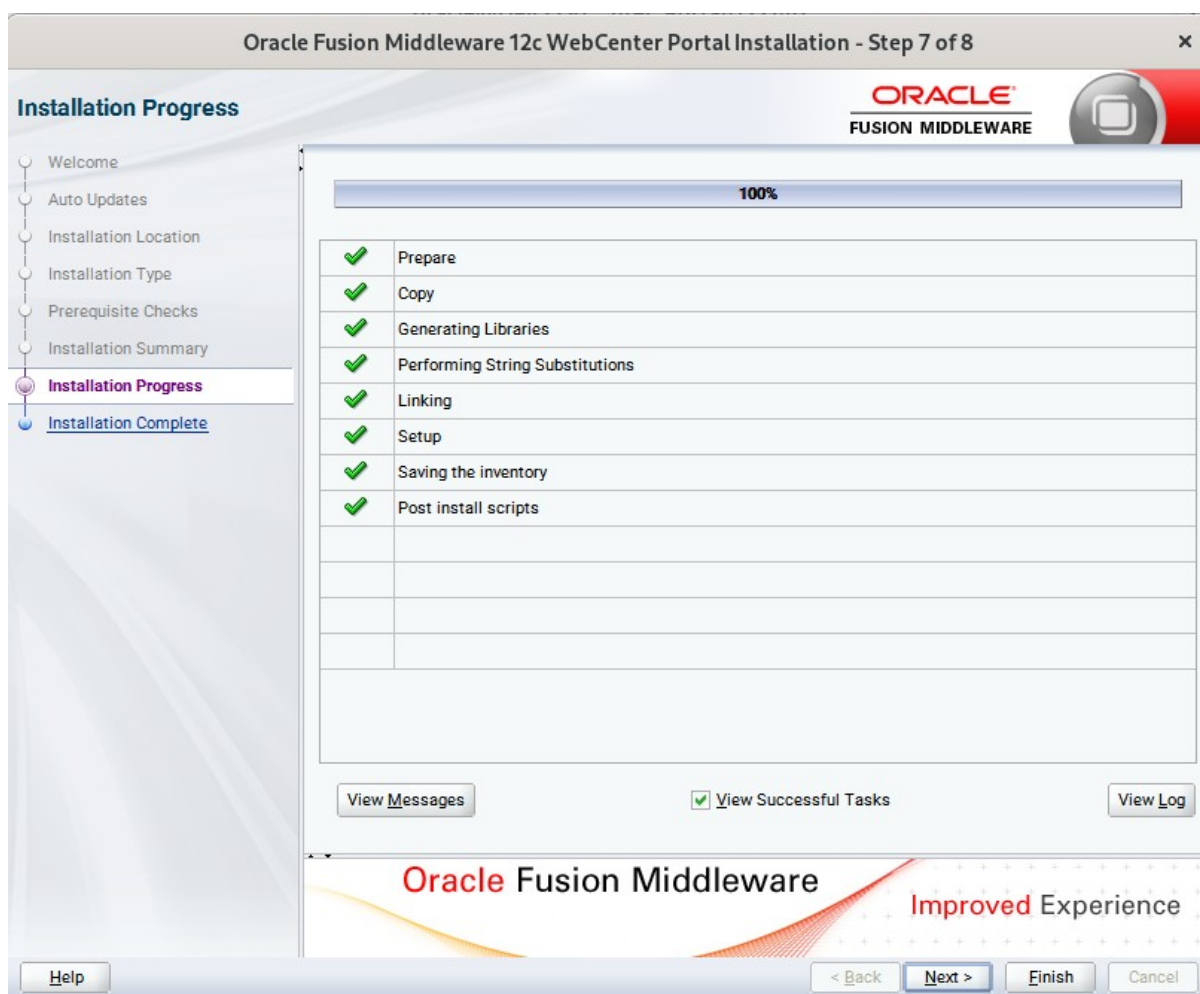 Oracle Fusion Middleware 12c WebCenter Portal Installation - Step 7 of 8
Installation Progress
ORACLE
FUSION MIDDLEWARE
Welcome
Auto Updates
Installation Location
Installation Type
Prerequisite Checks
Installation Summary
Installation Progress
Installation Complete
100%
Prepare
Copy
Generating Libraries
Performing String Substitutions
Linking
Setup
Saving the inventory
Post install scripts
View Messages
View Successful Tasks
View Log
Oracle Fusion Middleware
Improved Experience
Help
< Back
Next >
Finish
Cancel